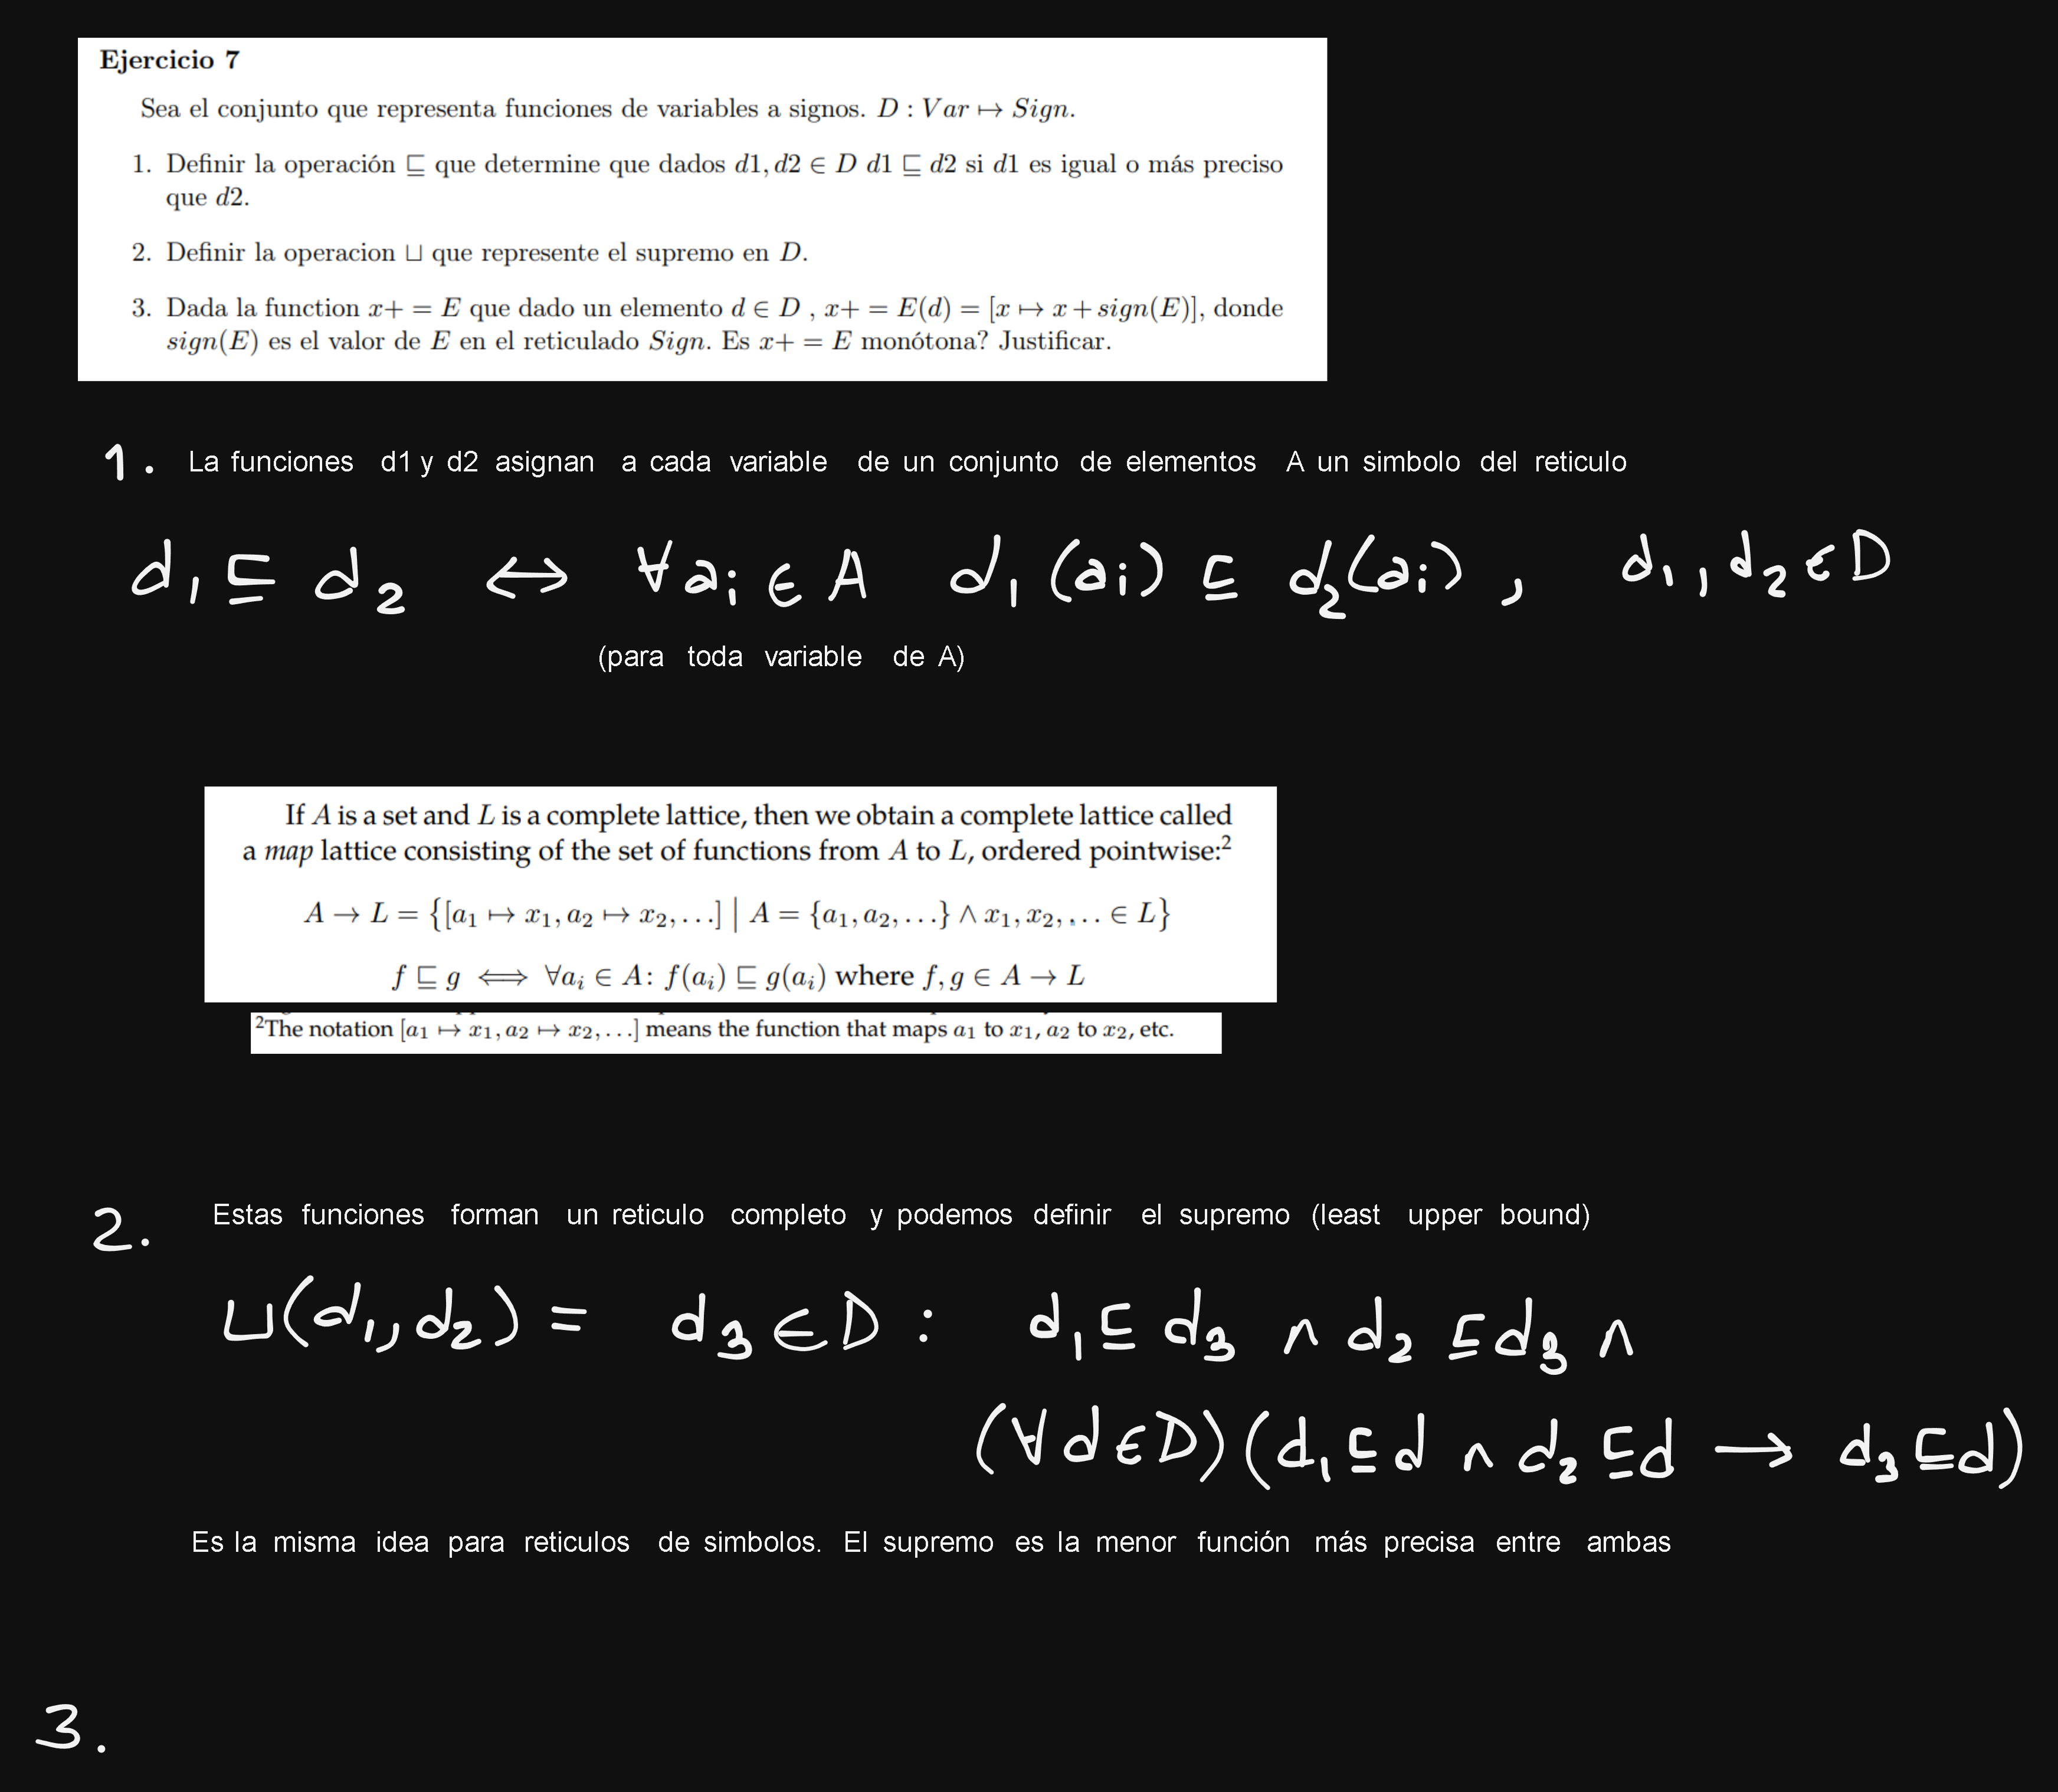 Ejercicio 7
Sea el conjunto que representa funciones de variables a signos. D : Var ↦ Sign.
1. Definir la operación ⊑ que determine que dados d1, d2 ∈ D d1 ⊑ d2 si d1 es igual o más preciso
que d2.
2. Definir la operacion ⊔ que represente el supremo en D.
3. Dada la function x+ = E que dado un elemento d ∈ D , x+ = E(d) = [x ↦ x + sign(E)], donde
sign(E) es el valor de E en el reticulado Sign. Es x+ = E monótona? Justificar.
1. La funciones d1 y d2 asignan a cada variable de un conjunto de elementos A un simbolo del reticulo
d₁ ⊑ d₂ ↔ ∀ aᵢ ∈ A d₁(aᵢ) ⊑ d₂(aᵢ) , d₁, d₂ ∈ D
(para toda variable de A)
If A is a set and L is a complete lattice, then we obtain a complete lattice called
a map lattice consisting of the set of functions from A to L, ordered pointwise:²
A → L = {[a₁ ↦ x₁, a₂ ↦ x₂, . . .] | A = {a₁, a₂, . . .} ∧ x₁, x₂, . . . ∈ L}
f ⊑ g ⟺ ∀aᵢ ∈ A: f(aᵢ) ⊑ g(aᵢ) where f, g ∈ A → L
²The notation [a₁ ↦ x₁, a₂ ↦ x₂, . . .] means the function that maps a₁ to x₁, a₂ to x₂, etc.
2. Estas funciones forman un reticulo completo y podemos definir el supremo (least upper bound)
⊔(d₁, d₂) = d₃ ∈ D : d₁ ⊑ d₃ ∧ d₂ ⊑ d₃ ∧
(∀ d ∈ D) (d₁ ⊑ d ∧ d₂ ⊑ d → d₃ ⊑ d)
Es la misma idea para reticulos de simbolos. El supremo es la menor función más precisa entre ambas
3.